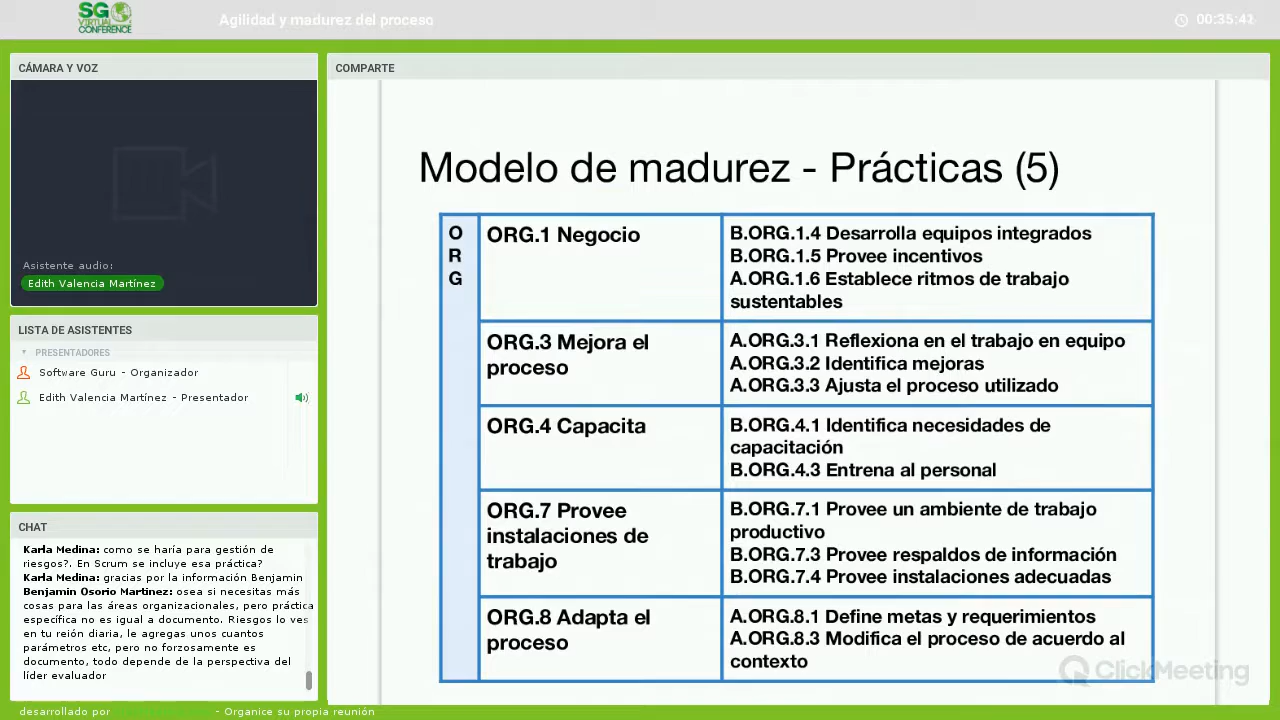 SG
VIRTUAL
CONFERENCE
Agilidad y madurez del proceso
CÁMARA Y VOZ
Asistente audio:
Edith Valencia Martínez
LISTA DE ASISTENTES
PRESENTADORES
Software Guru - Organizador
Edith Valencia Martínez - Presentador
CHAT
Karla Medina: como se haría para gestión de
riesgos?. En Scrum se incluye esa práctica?
Karla Medina: gracias por la información Benjamin
Benjamin Osorio Martinez: osea si necesitas más
cosas para las áreas organizacionales, pero práctica
específica no es igual a documento. Riesgos lo ves
en tu reión diaria, le agregas unos cuantos
parámetros etc, pero no forzosamente es
documento, todo depende de la perspectiva del
líder evaluador
COMPARTE
Modelo de madurez - Prácticas (5)
O
R
G
ORG.1 Negocio
B.ORG.1.4 Desarrolla equipos integrados
B.ORG.1.5 Provee incentivos
A.ORG.1.6 Establece ritmos de trabajo
sustentables
ORG.3 Mejora el
proceso
A.ORG.3.1 Reflexiona en el trabajo en equipo
A.ORG.3.2 Identifica mejoras
A.ORG.3.3 Ajusta el proceso utilizado
ORG.4 Capacita
B.ORG.4.1 Identifica necesidades de
capacitación
B.ORG.4.3 Entrena al personal
ORG.7 Provee
instalaciones de
trabajo
B.ORG.7.1 Provee un ambiente de trabajo
productivo
B.ORG.7.3 Provee respaldos de información
B.ORG.7.4 Provee instalaciones adecuadas
ORG.8 Adapta el
proceso
A.ORG.8.1 Define metas y requerimientos
A.ORG.8.3 Modifica el proceso de acuerdo al
contexto
ClickMeeting
desarrollado por - Organice su propia reunión